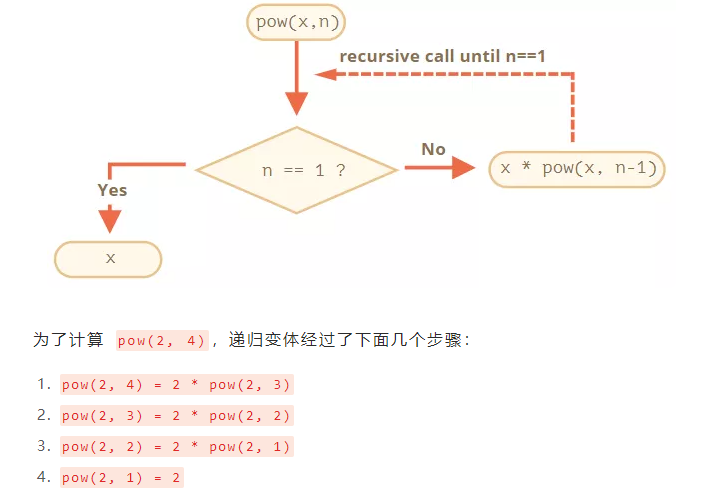 pow(x,n)
recursive call until n==1
No
n == 1 ?
x * pow(x, n-1)
Yes
x
为了计算 pow(2, 4)，递归变体经过了下面几个步骤：
1. pow(2, 4) = 2 * pow(2, 3)
2. pow(2, 3) = 2 * pow(2, 2)
3. pow(2, 2) = 2 * pow(2, 1)
4. pow(2, 1) = 2